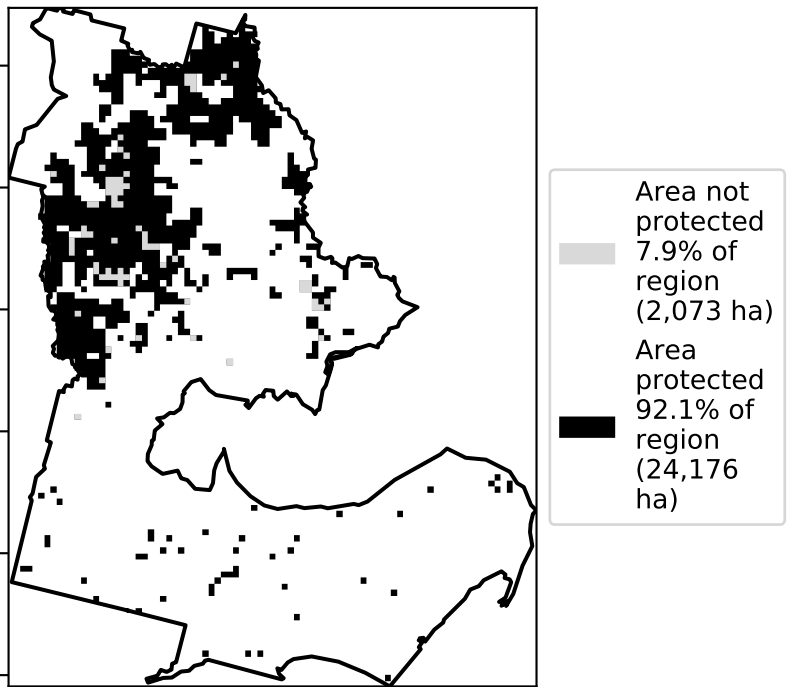 Area not
protected
7.9% of
region
(2,073 ha)
Area
protected
92.1% of
region
(24,176
ha)